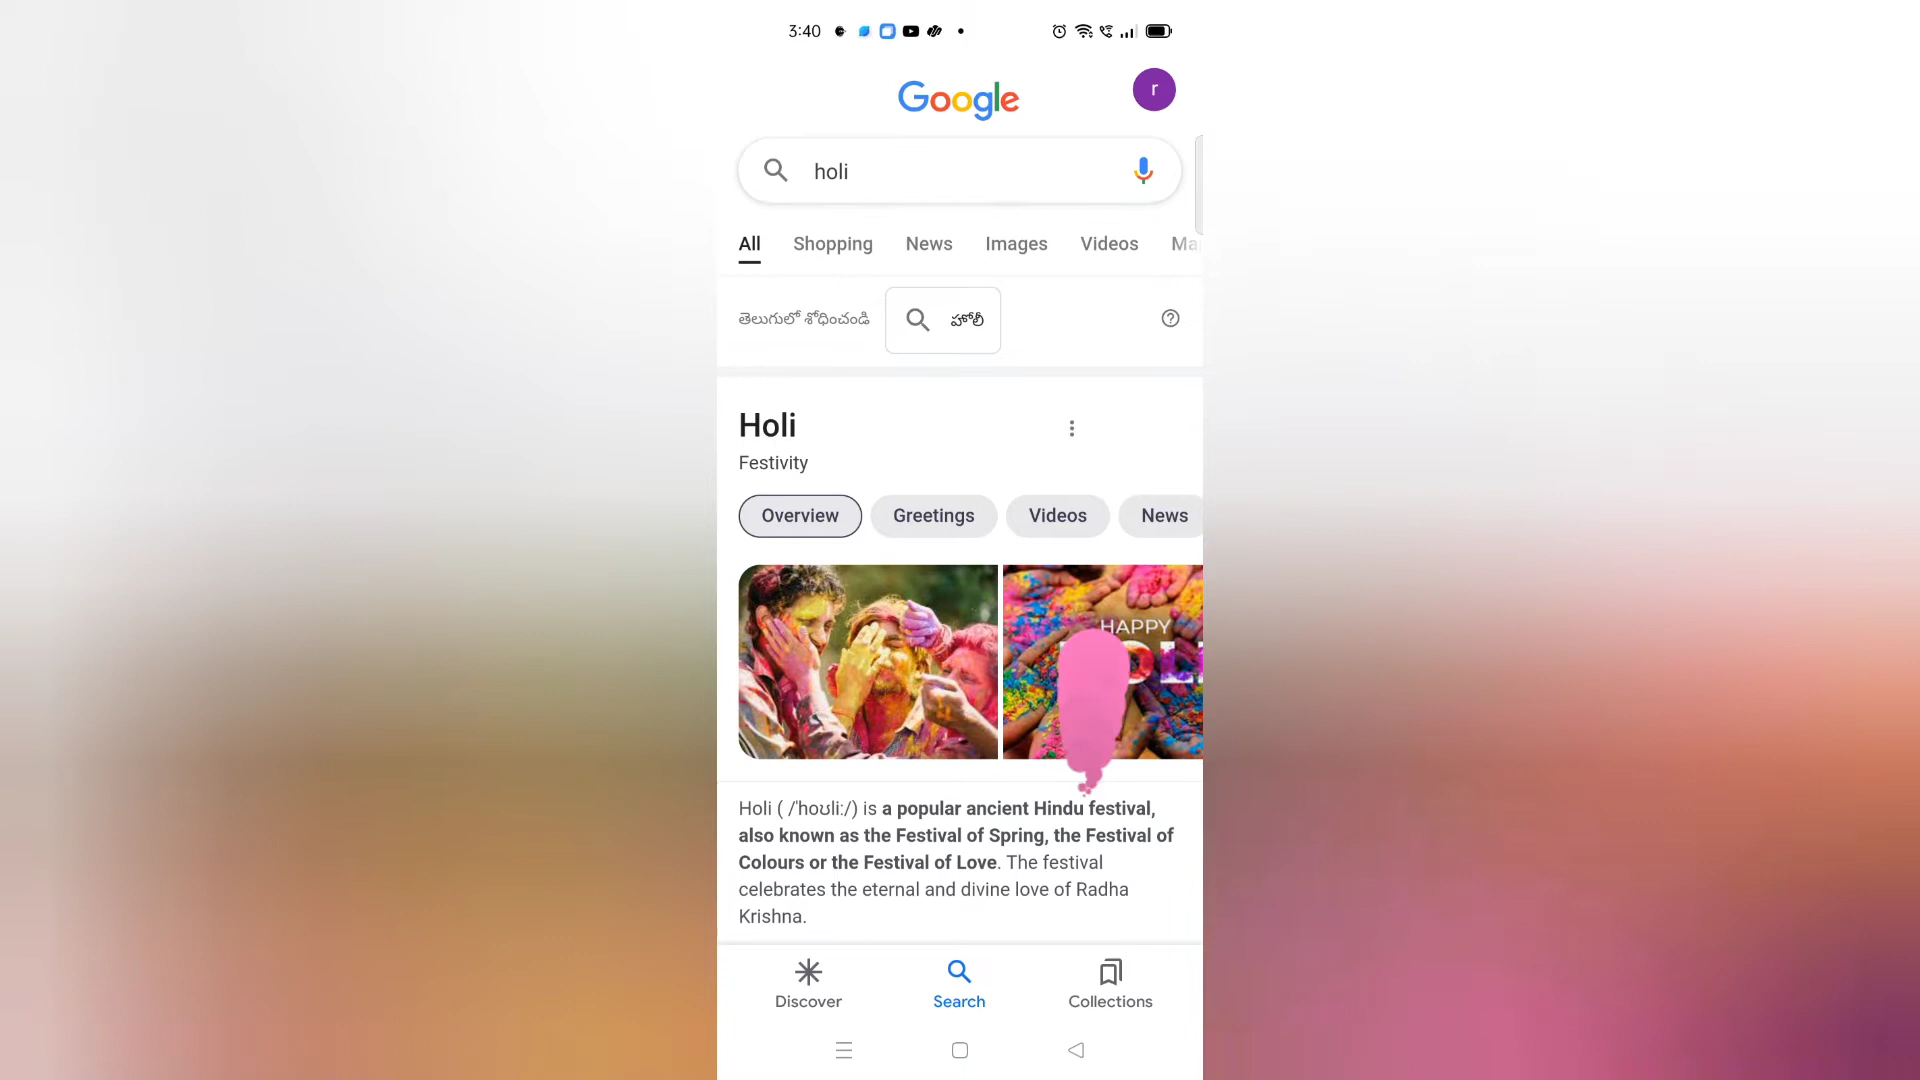 3:40
Google
r
holi
All Shopping News Images Videos Ma
తెలుగులో శోధించండి హోలీ
Holi
Festivity
Overview Greetings Videos News
HAPPY
Holi ( /ˈhoʊliː/) is a popular ancient Hindu festival,
also known as the Festival of Spring, the Festival of
Colours or the Festival of Love. The festival
celebrates the eternal and divine love of Radha
Krishna.
Discover Search Collections